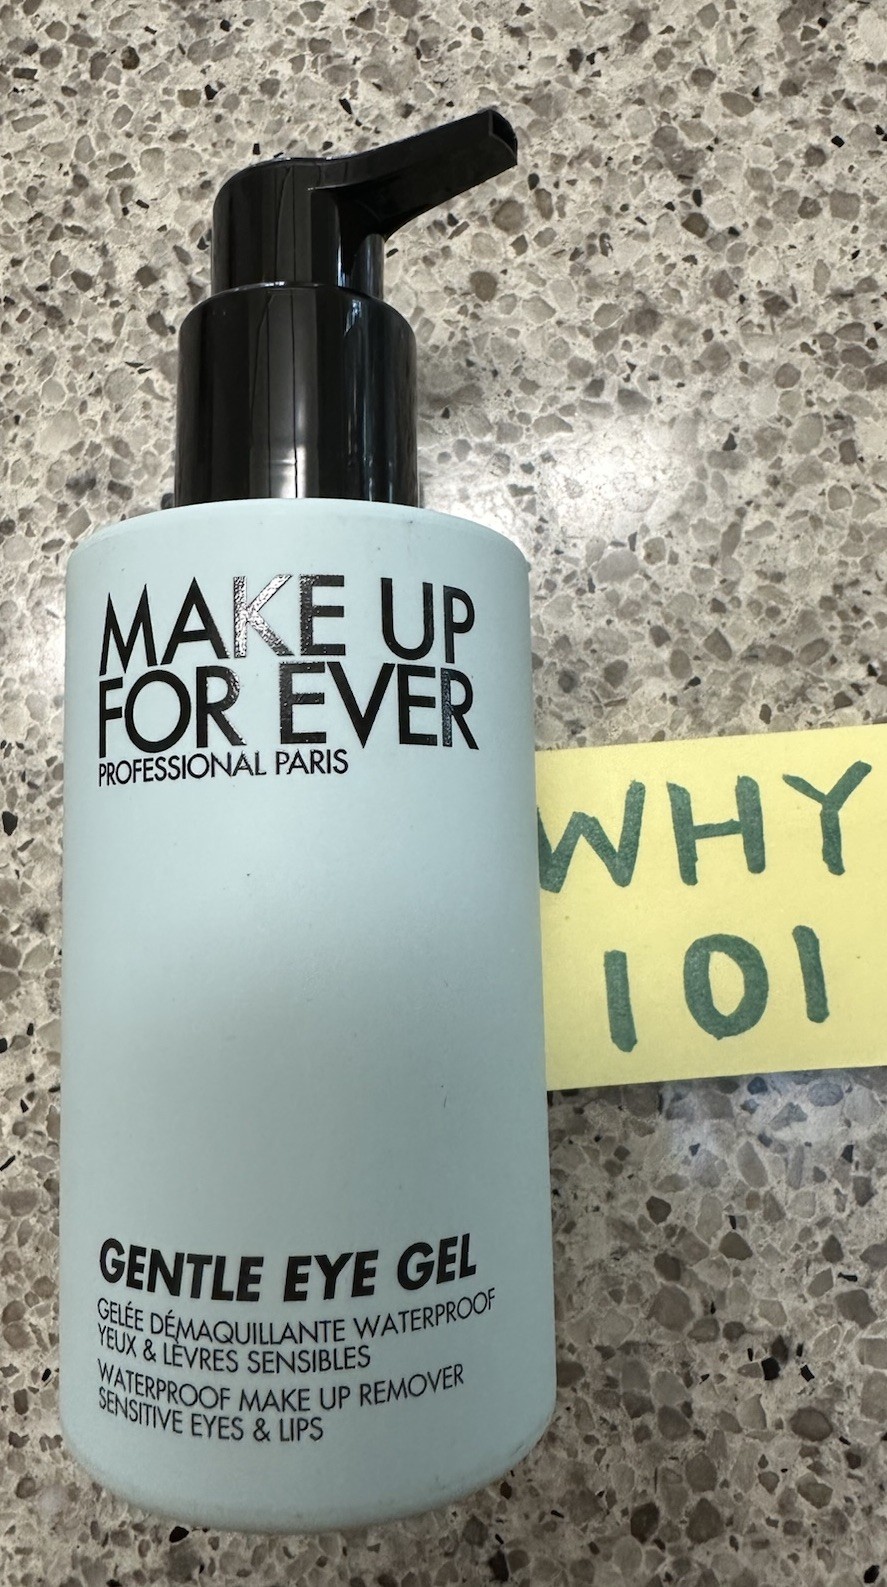 MAKE UP
FOR EVER
PROFESSIONAL PARIS
WHY
101
GENTLE EYE GEL
GELÉE DÉMAQUILLANTE WATERPROOF
YEUX & LÈVRES SENSIBLES
WATERPROOF MAKE UP REMOVER
SENSITIVE EYES & LIPS